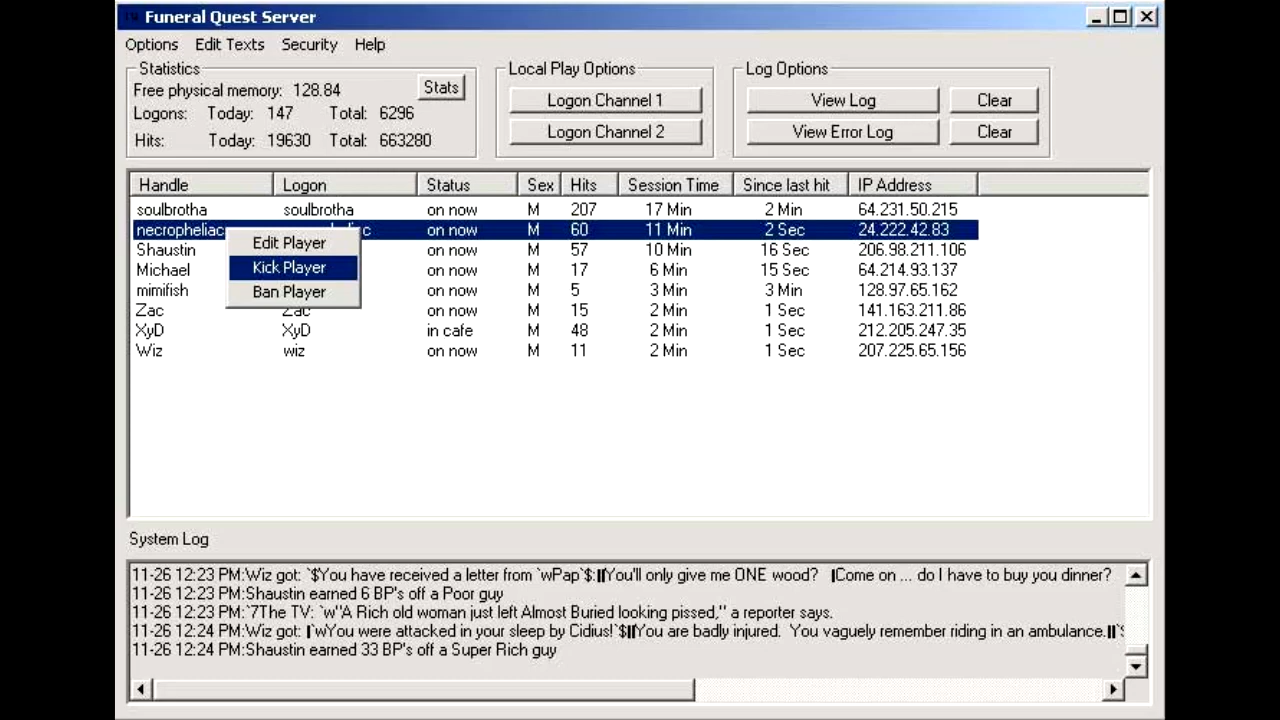 Funeral Quest Server
Options Edit Texts Security Help
Statistics
Free physical memory: 128.84 Stats
Logons: Today: 147 Total: 6296
Hits: Today: 19630 Total: 663280
Local Play Options
Logon Channel 1
Logon Channel 2
Log Options
View Log Clear
View Error Log Clear
Handle Logon Status Sex Hits Session Time Since last hit IP Address
soulbrotha soulbrotha on now M 207 17 Min 2 Min 64.231.50.215
necropheliac on now M 60 11 Min 2 Sec 24.222.42.83
Shaustin on now M 57 10 Min 16 Sec 206.98.211.106
Michael on now M 17 6 Min 15 Sec 64.214.93.137
mimifish on now M 5 3 Min 3 Min 128.97.65.162
Zac Zac on now M 15 2 Min 1 Sec 141.163.211.86
XyD XyD in cafe M 48 2 Min 1 Sec 212.205.247.35
Wiz wiz on now M 11 2 Min 1 Sec 207.225.65.156
Edit Player
Kick Player
Ban Player
System Log
11-26 12:23 PM:Wiz got: `$You have received a letter from `wPap`$:||You'll only give me ONE wood? |Come on ... do I have to buy you dinner?
11-26 12:23 PM:Shaustin earned 6 BP's off a Poor guy
11-26 12:23 PM:`7The TV: `w"A Rich old woman just left Almost Buried looking pissed," a reporter says.
11-26 12:24 PM:Wiz got: |`wYou were attacked in your sleep by Cidius!`$||You are badly injured. You vaguely remember riding in an ambulance.||`$
11-26 12:24 PM:Shaustin earned 33 BP's off a Super Rich guy